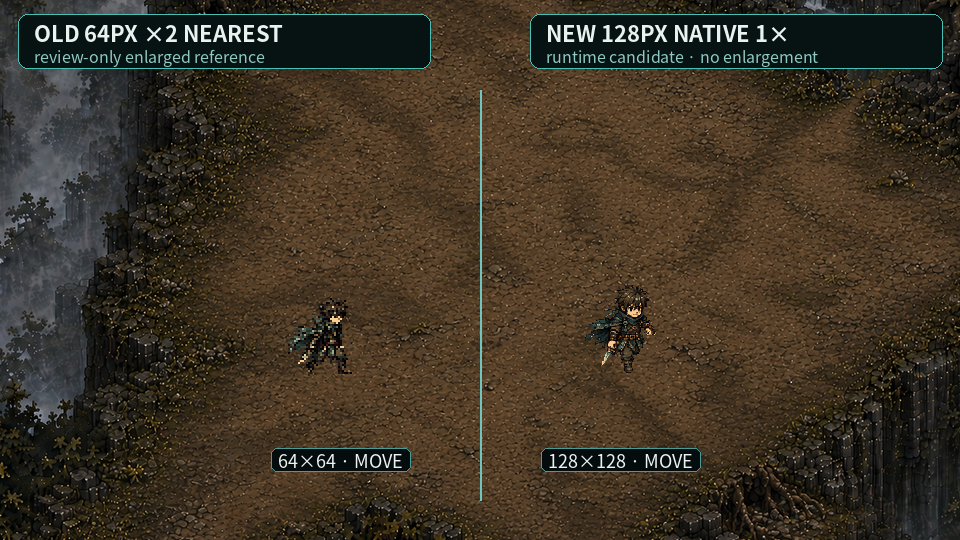 OLD 64PX ×2 NEAREST
review-only enlarged reference
NEW 128PX NATIVE 1×
runtime candidate · no enlargement
64×64 · MOVE
128×128 · MOVE